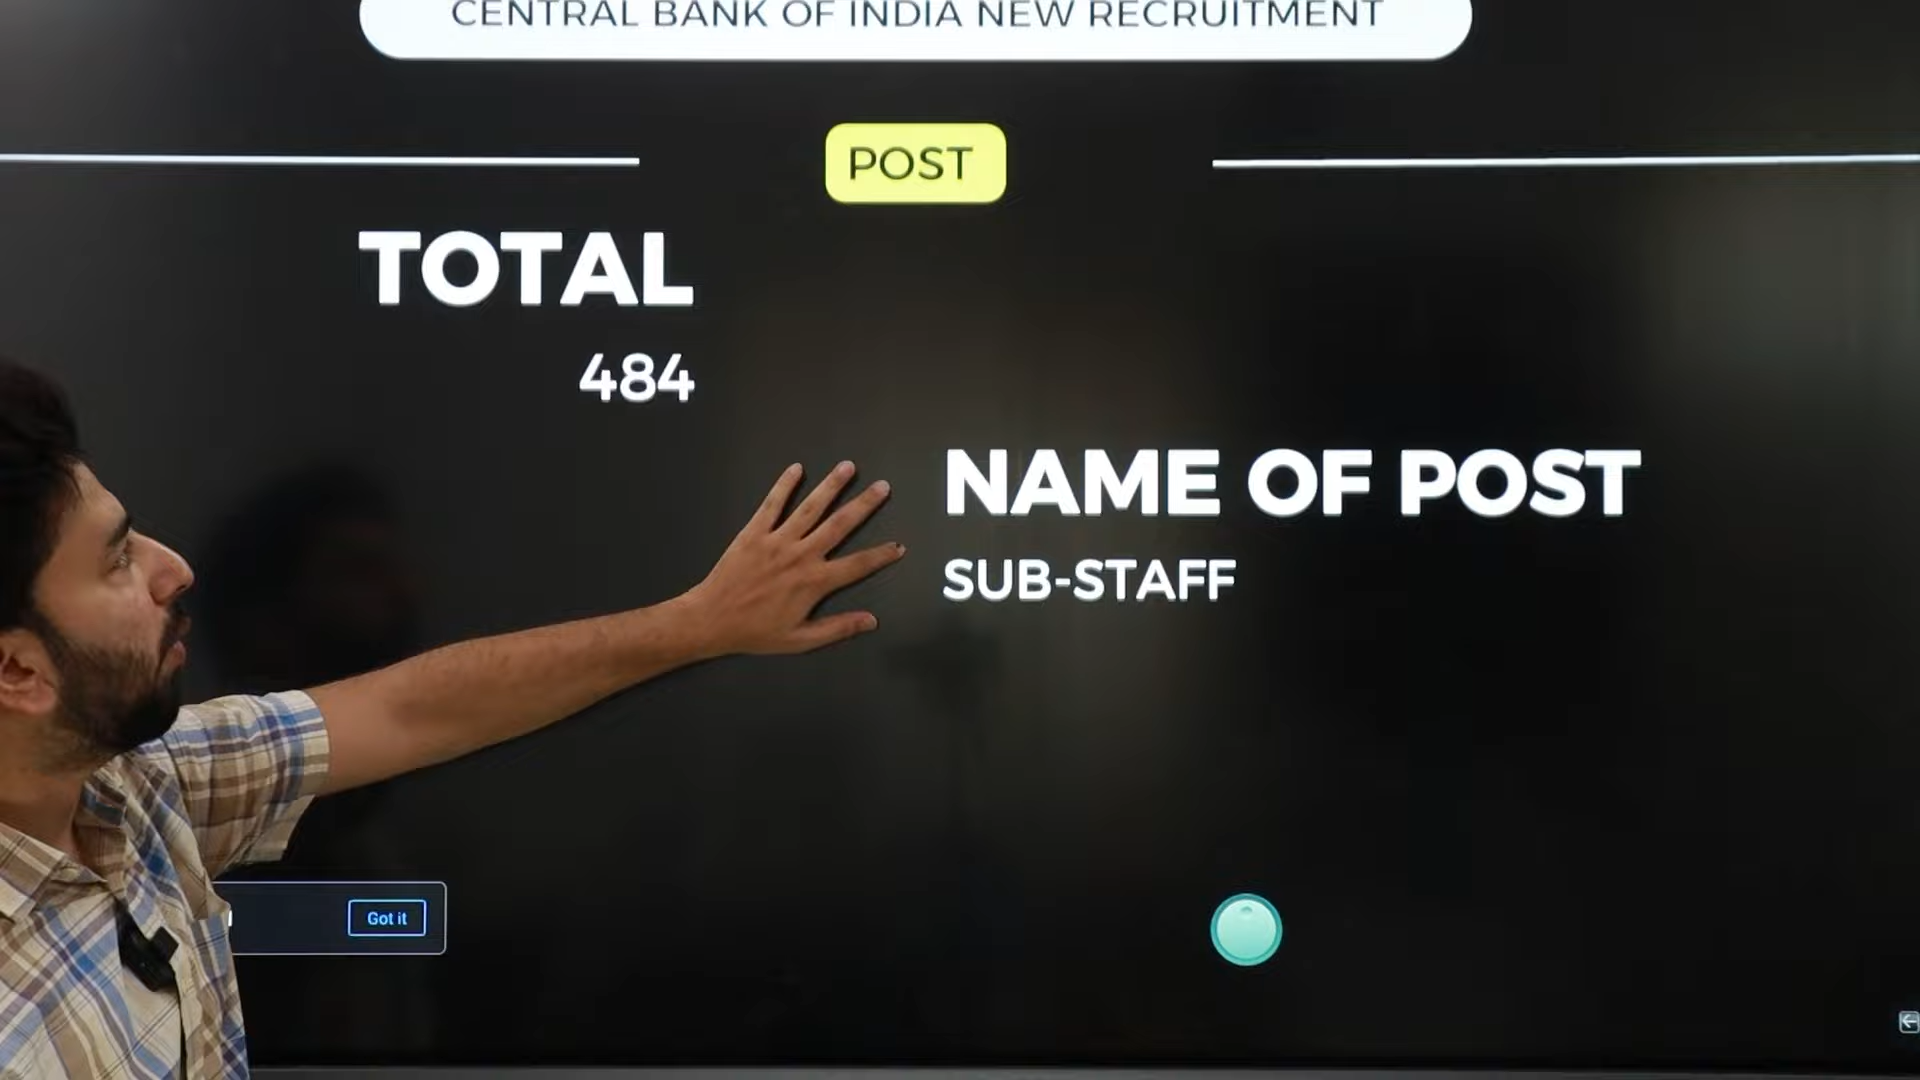 CENTRAL BANK OF INDIA NEW RECRUITMENT
POST
TOTAL
484
NAME OF POST
SUB-STAFF
Got it